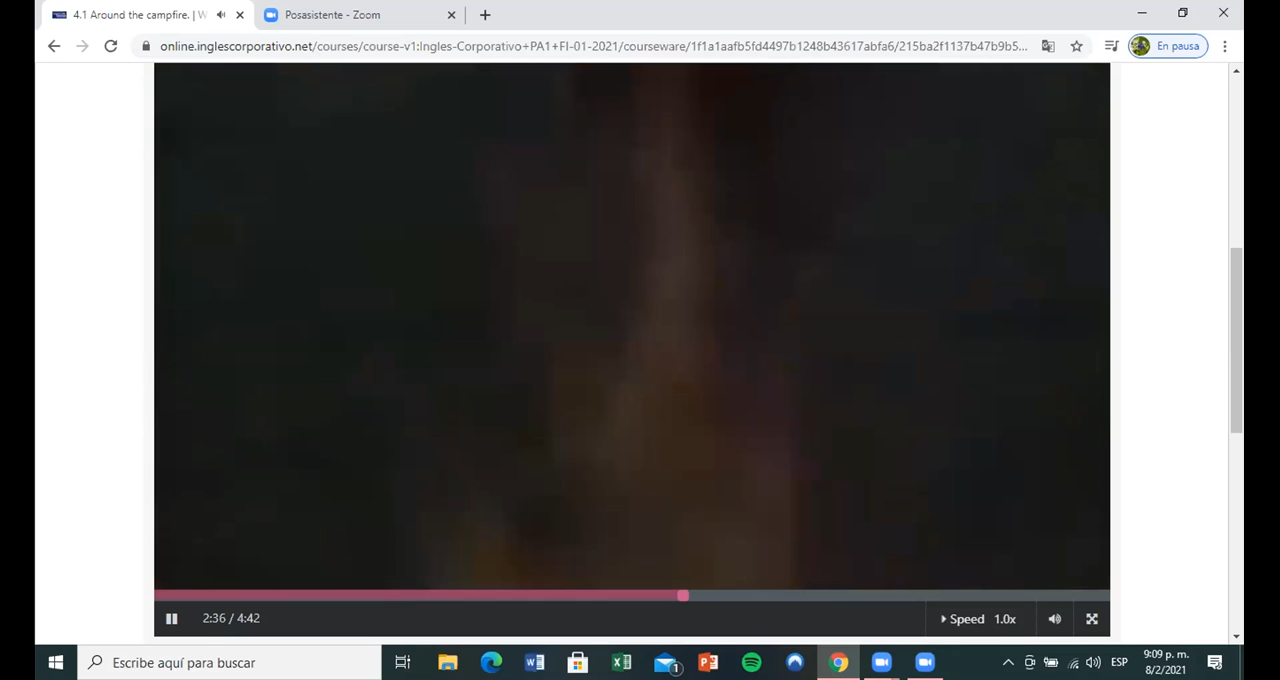 4.1 Around the campfire. | W
Posasistente - Zoom
online.inglescorporativo.net/courses/course-v1:Ingles-Corporativo+PA1+FI-01-2021/courseware/1f1a1aafb5fd4497b1248b43617abfa6/215ba2f1137b47b9b5...
En pausa
2:36 / 4:42
Speed 1.0x
Escribe aquí para buscar
1
ESP
9:09 p. m.
8/2/2021